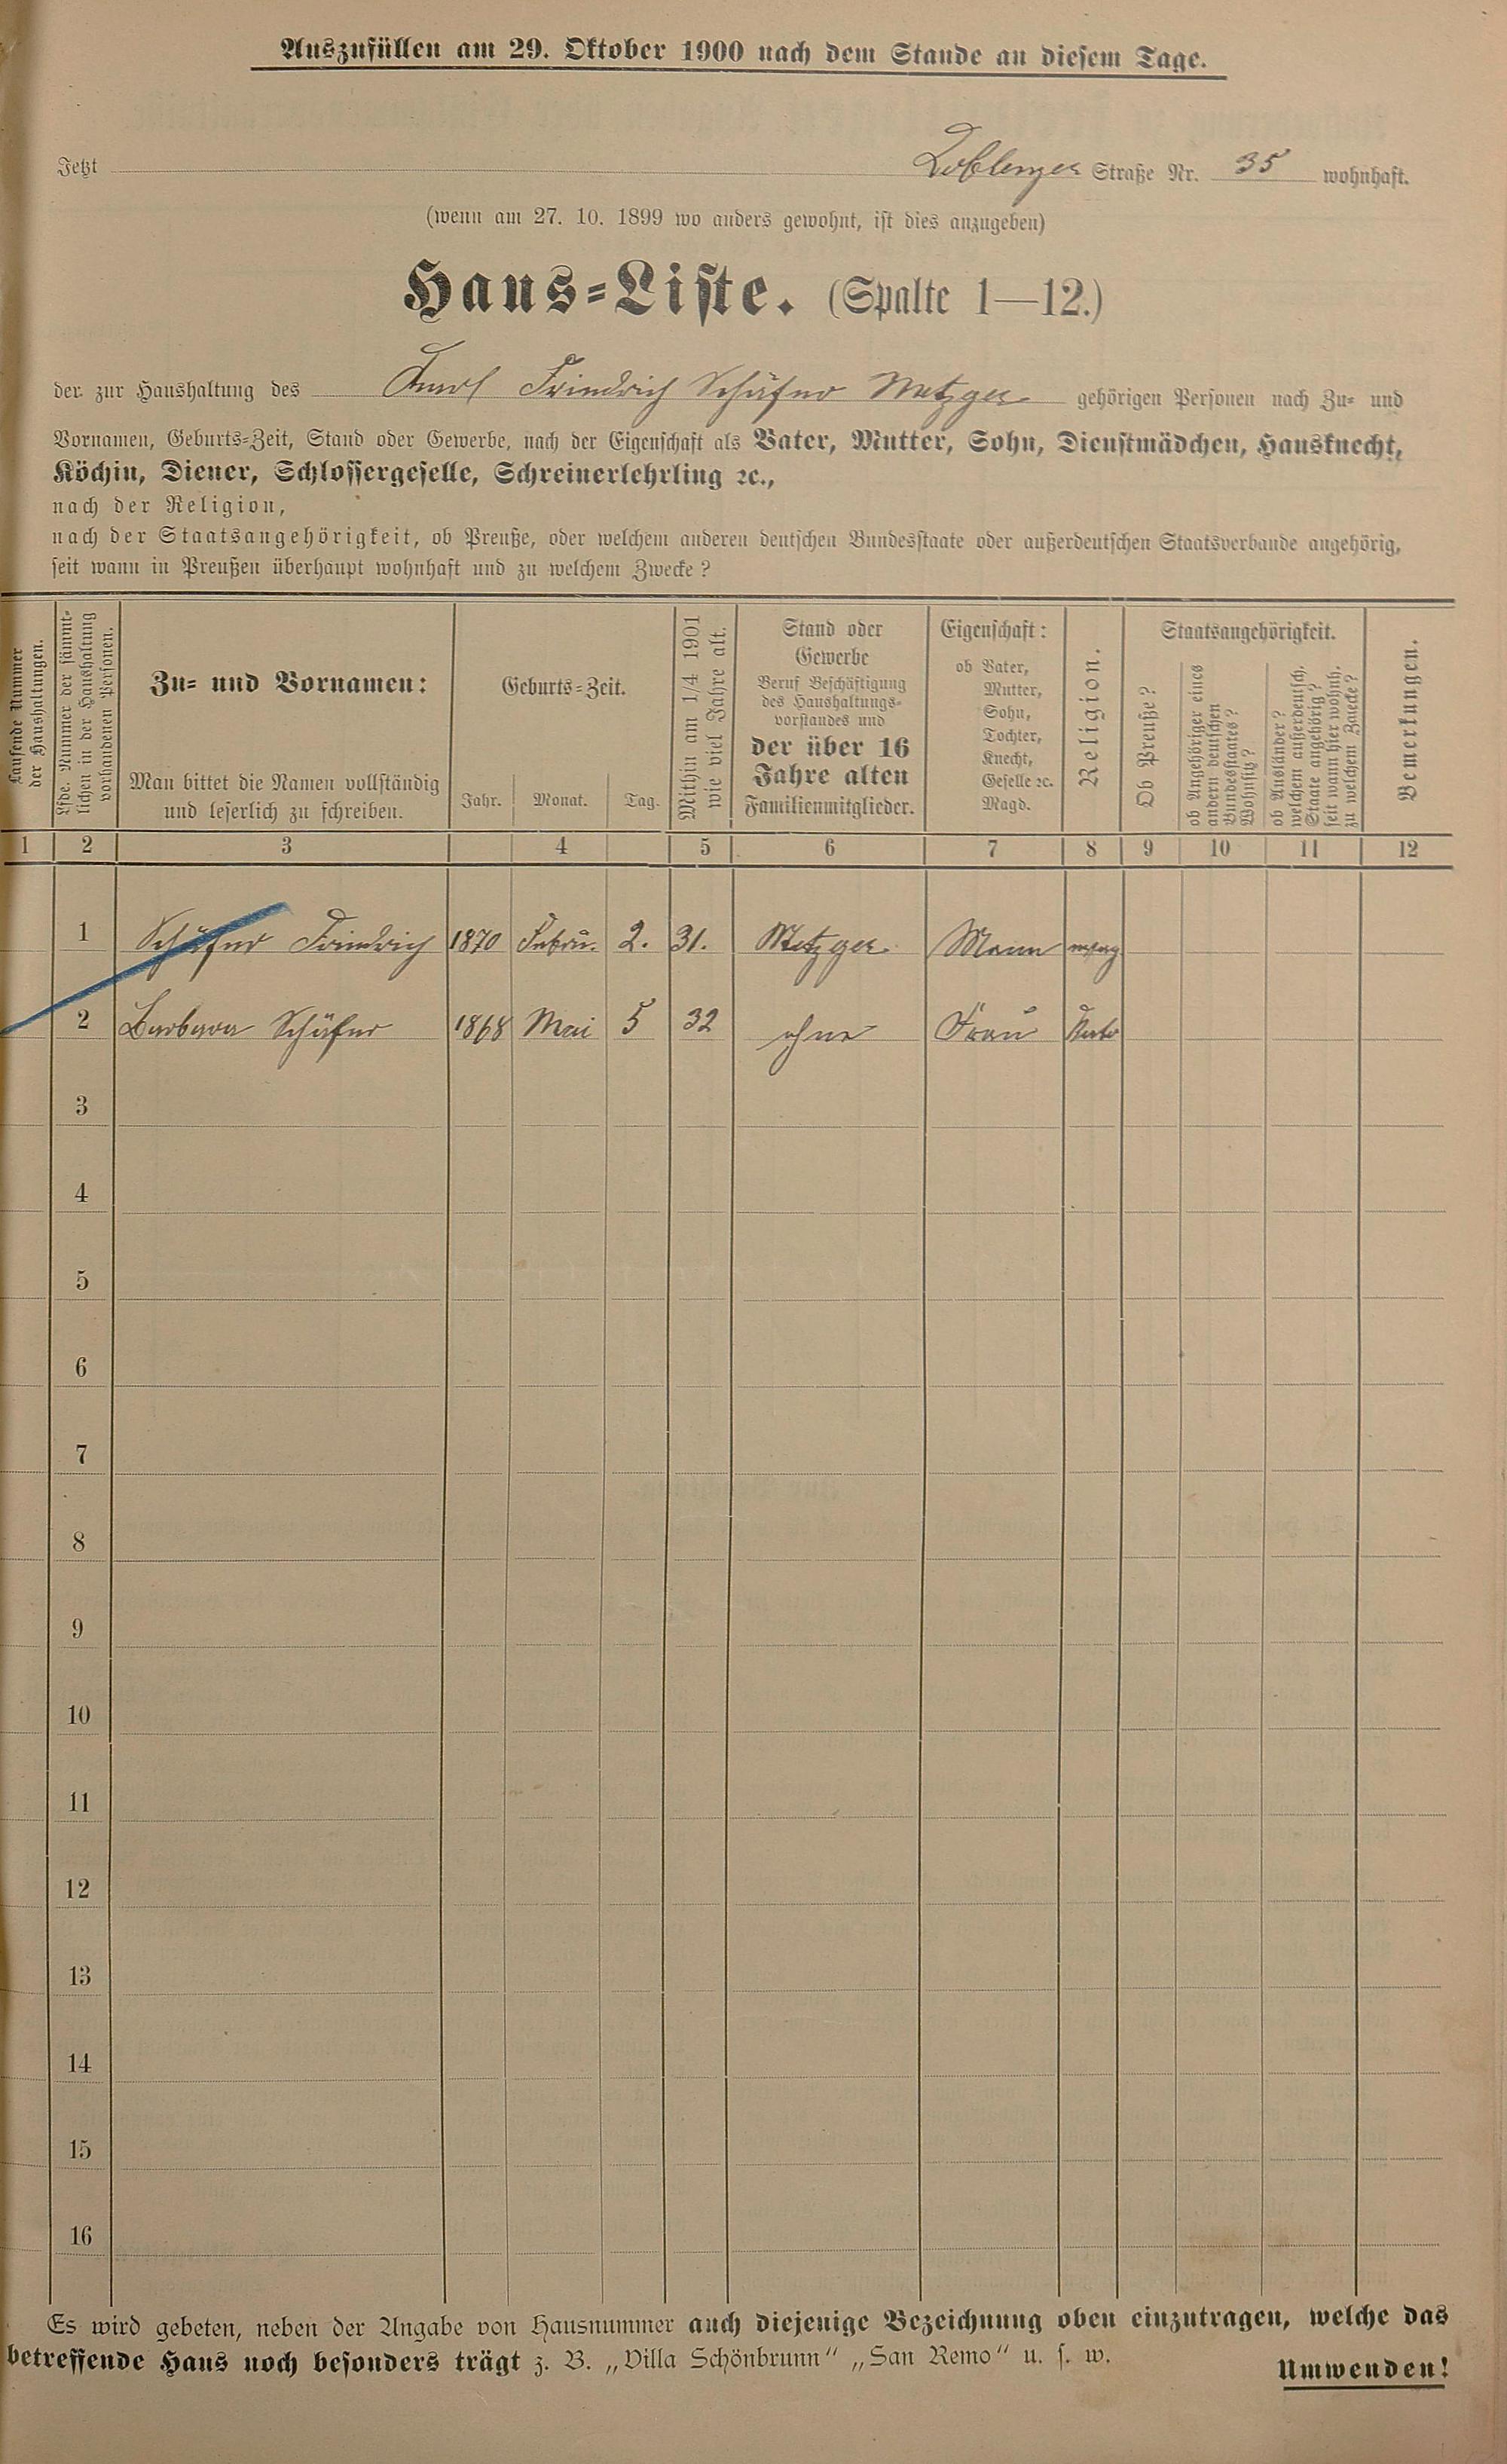 Auszufüllen am 29. Oktober 1900 nach dem Stande an diesem Tage.
Jetzt Koblenzer Straße Nr. 35 wohnhaft.
(wenn am 27. 10. 1899 wo anders gewohnt, ist dies anzugeben)
Haus-Liste. (Spalte 1—12.)
der zur Haushaltung des Karl Friedrich Schäfer Metzger gehörigen Personen nach Zu- und
Vornamen, Geburts-Zeit, Stand oder Gewerbe, nach der Eigenschaft als Vater, Mutter, Sohn, Dienstmädchen, Hausknecht,
Köchin, Diener, Schlossergeselle, Schreinerlehrling ꝛc.,
nach der Religion,
nach der Staatsangehörigkeit, ob Preuße, oder welchem anderen deutschen Bundesstaate oder außerdeutschen Staatsverbande angehörig,
seit wann in Preußen überhaupt wohnhaft und zu welchem Zwecke?
Laufende Nummer
der Haushaltungen.
Lfde. Nummer der sämmt-
lichen in der Haushaltung
vorhandenen Personen.
Zu- und Vornamen:
Man bittet die Namen vollständig
und leserlich zu schreiben.
Geburts-Zeit.
Jahr. Monat. Tag.
Mithin am 1/4 1901
wie viel Jahre alt.
Stand oder
Gewerbe
Beruf Beschäftigung
des Haushaltungs-
vorstandes und
der über 16
Jahre alten
Familienmitglieder.
Eigenschaft:
ob Vater,
Mutter,
Sohn,
Tochter,
Knecht,
Geselle ꝛc.
Magd.
Religion.
Staatsangehörigkeit.
Ob Preuße?
ob Angehöriger eines
andern deutschen
Bundesstaates?
Wohnsitz?
ob Ausländer?
welchem außerdeutsch.
Staate angehörig?
seit wann hier wohnh.
zu welchem Zwecke?
Bemerkungen.
1 2 3 4 5 6 7 8 9 10 11 12
1 Schäfer Friedrich 1870 Febru. 2. 31. Metzger Mann
2 Barbara Schäfer 1868 Mai 5 32 ohne Frau Kato
3
4
5
6
7
8
9
10
11
12
13
14
15
16
Es wird gebeten, neben der Angabe von Hausnummer auch diejenige Bezeichnung oben einzutragen, welche das
betreffende Haus noch besonders trägt z. B. „Villa Schönbrunn“ „San Remo“ u. s. w.
Umwenden!